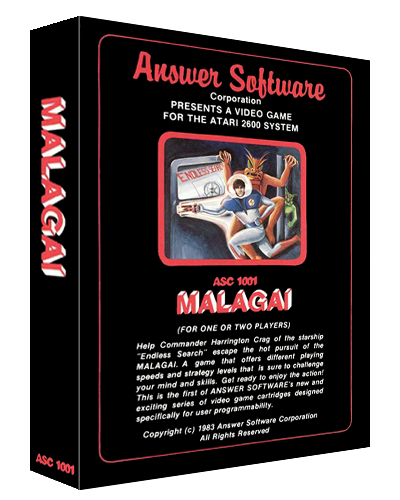 MALAGAI
ASC 1001
Answer Software
Corporation
PRESENTS A VIDEO GAME
FOR THE ATARI 2600 SYSTEM
ENDLESS SEARCH
ASC 1001
MALAGAI
(FOR ONE OR TWO PLAYERS)
Help Commander Harrington Crag of the starship
"Endless Search" escape the hot pursuit of the
MALAGAI. A game that offers different playing
speeds and strategy levels that is sure to challenge
your mind and skills. Get ready to enjoy the action!
This is the first of ANSWER SOFTWARE's new and
exciting series of video game cartridges designed
specifically for user programmability.
Copyright (c) 1983 Answer Software Corporation
All Rights Reserved